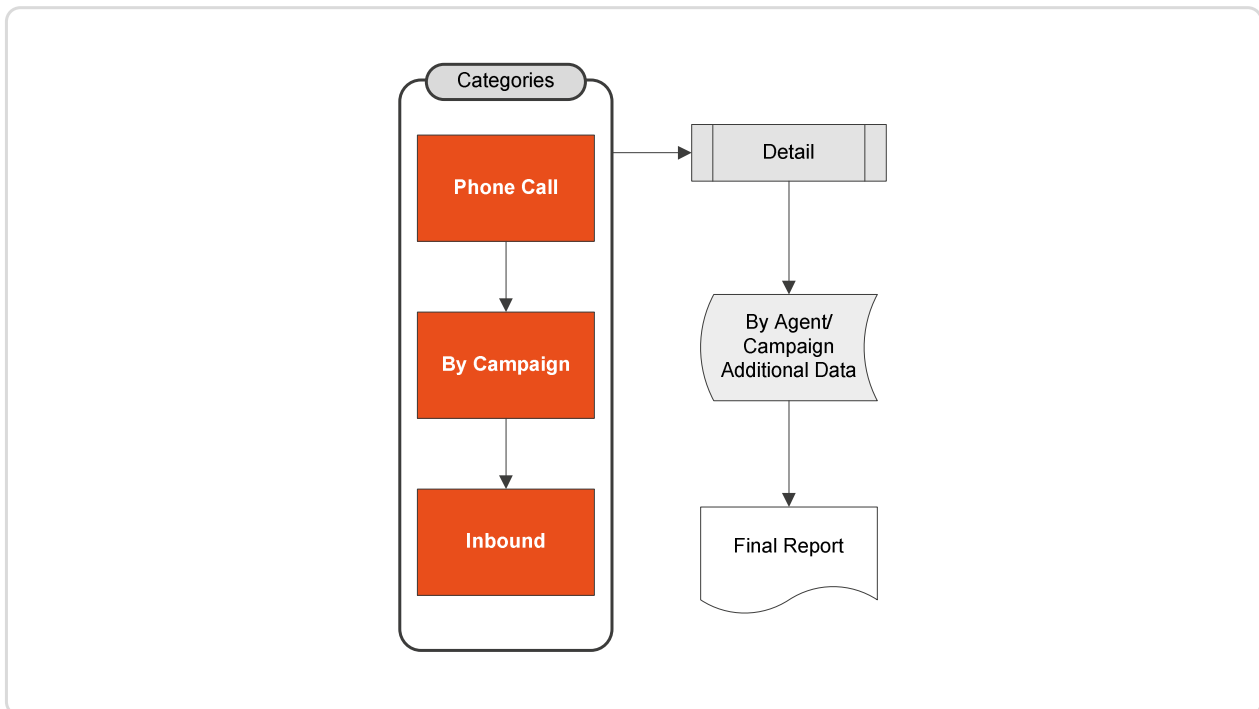 Categories
Phone Call
By Campaign
Inbound
Detail
By Agent/
Campaign
Additional Data
Final Report